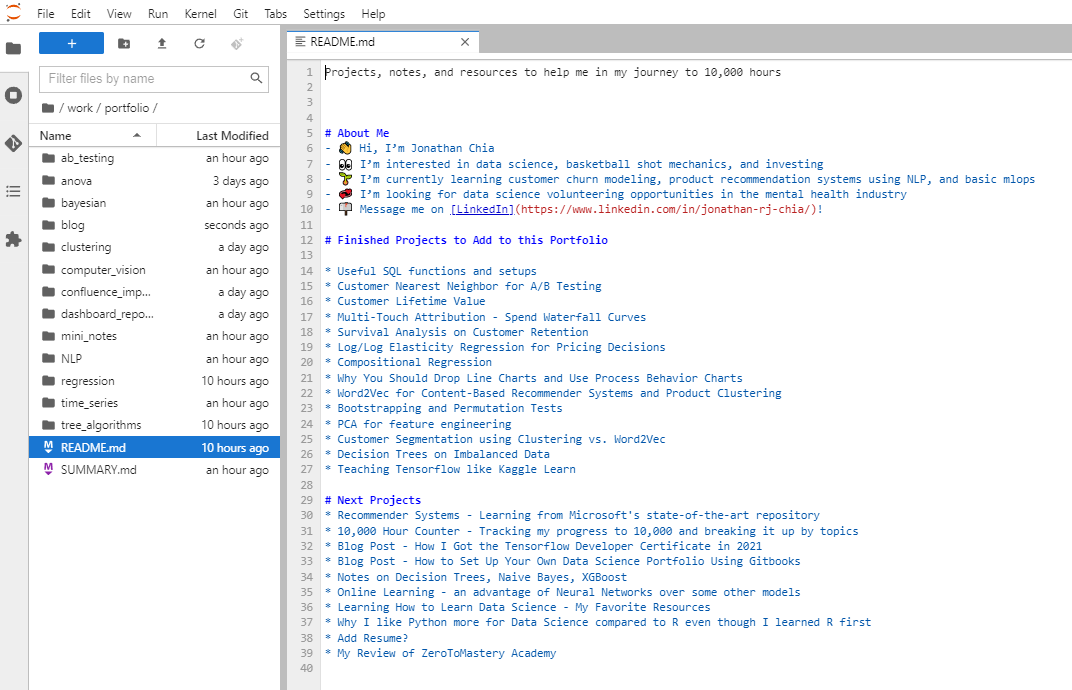 File Edit View Run Kernel Git Tabs Settings Help
+
README.md
Filter files by name
/ work / portfolio /
Name Last Modified
ab_testing an hour ago
anova 3 days ago
bayesian an hour ago
blog seconds ago
clustering a day ago
computer_vision an hour ago
confluence_imp... a day ago
dashboard_repo... a day ago
mini_notes an hour ago
NLP an hour ago
regression 10 hours ago
time_series an hour ago
tree_algorithms 10 hours ago
README.md 10 hours ago
SUMMARY.md an hour ago
1 Projects, notes, and resources to help me in my journey to 10,000 hours
2
3
4
5 # About Me
6 - 👋 Hi, I’m Jonathan Chia
7 - 👀 I’m interested in data science, basketball shot mechanics, and investing
8 - 🌱 I’m currently learning customer churn modeling, product recommendation systems using NLP, and basic mlops
9 - 💞️ I’m looking for data science volunteering opportunities in the mental health industry
10 - 📫 Message me on [LinkedIn](https://www.linkedin.com/in/jonathan-rj-chia/)!
11
12 # Finished Projects to Add to this Portfolio
13
14 * Useful SQL functions and setups
15 * Customer Nearest Neighbor for A/B Testing
16 * Customer Lifetime Value
17 * Multi-Touch Attribution - Spend Waterfall Curves
18 * Survival Analysis on Customer Retention
19 * Log/Log Elasticity Regression for Pricing Decisions
20 * Compositional Regression
21 * Why You Should Drop Line Charts and Use Process Behavior Charts
22 * Word2Vec for Content-Based Recommender Systems and Product Clustering
23 * Bootstrapping and Permutation Tests
24 * PCA for feature engineering
25 * Customer Segmentation using Clustering vs. Word2Vec
26 * Decision Trees on Imbalanced Data
27 * Teaching Tensorflow like Kaggle Learn
28
29 # Next Projects
30 * Recommender Systems - Learning from Microsoft's state-of-the-art repository
31 * 10,000 Hour Counter - Tracking my progress to 10,000 and breaking it up by topics
32 * Blog Post - How I Got the Tensorflow Developer Certificate in 2021
33 * Blog Post - How to Set Up Your Own Data Science Portfolio Using Gitbooks
34 * Notes on Decision Trees, Naive Bayes, XGBoost
35 * Online Learning - an advantage of Neural Networks over some other models
36 * Learning How to Learn Data Science - My Favorite Resources
37 * Why I like Python more for Data Science compared to R even though I learned R first
38 * Add Resume?
39 * My Review of ZeroToMastery Academy
40